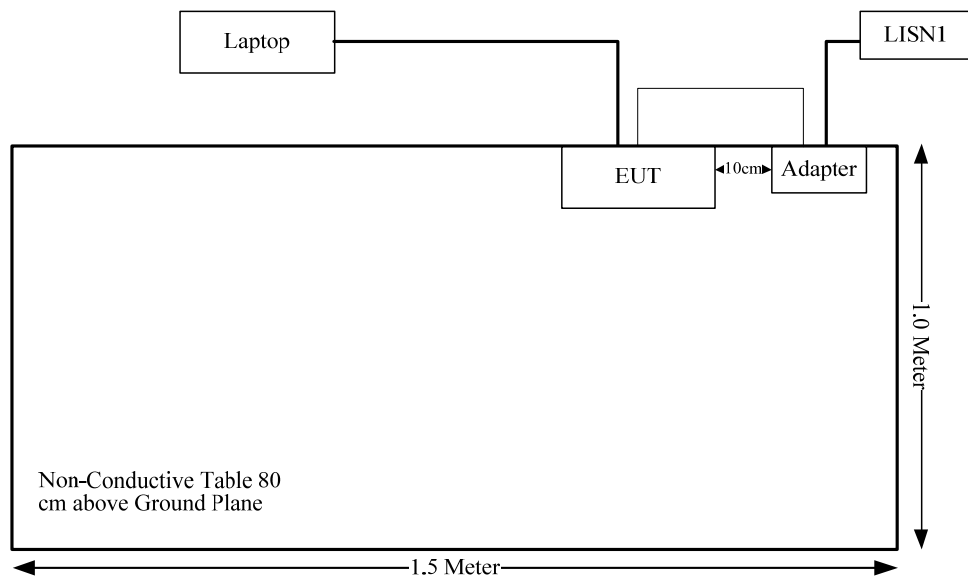 Laptop
LISN1
EUT
10cm
Adapter
1.0 Meter
Non-Conductive Table 80
cm above Ground Plane
1.5 Meter